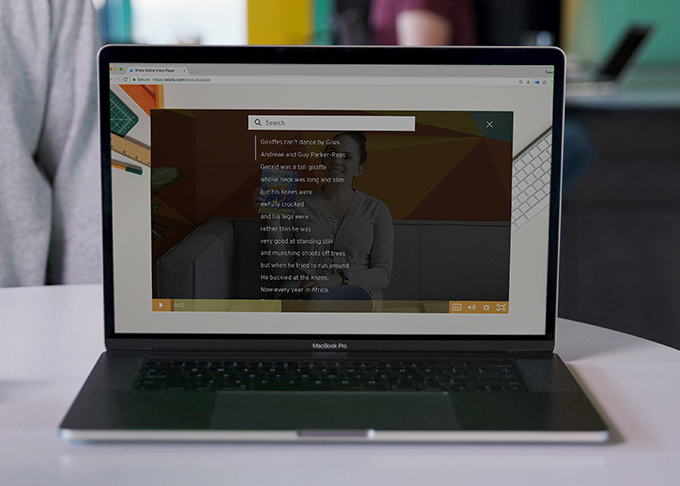 Wistia Online Video Player
Secure https://wistia.com/product/player
Search
Giraffes can't dance by Giles
Andreae and Guy Parker-Reas
Gerald was a tall giraffe
whose neck was long and slim
but his knees were
awfully crooked
and his legs were
rather thin he was
very good at standing still
and munching shoots off trees
but when he tried to run around.
He buckled at the knees.
Now every year in Africa.
0:02
CC
MacBook Pro